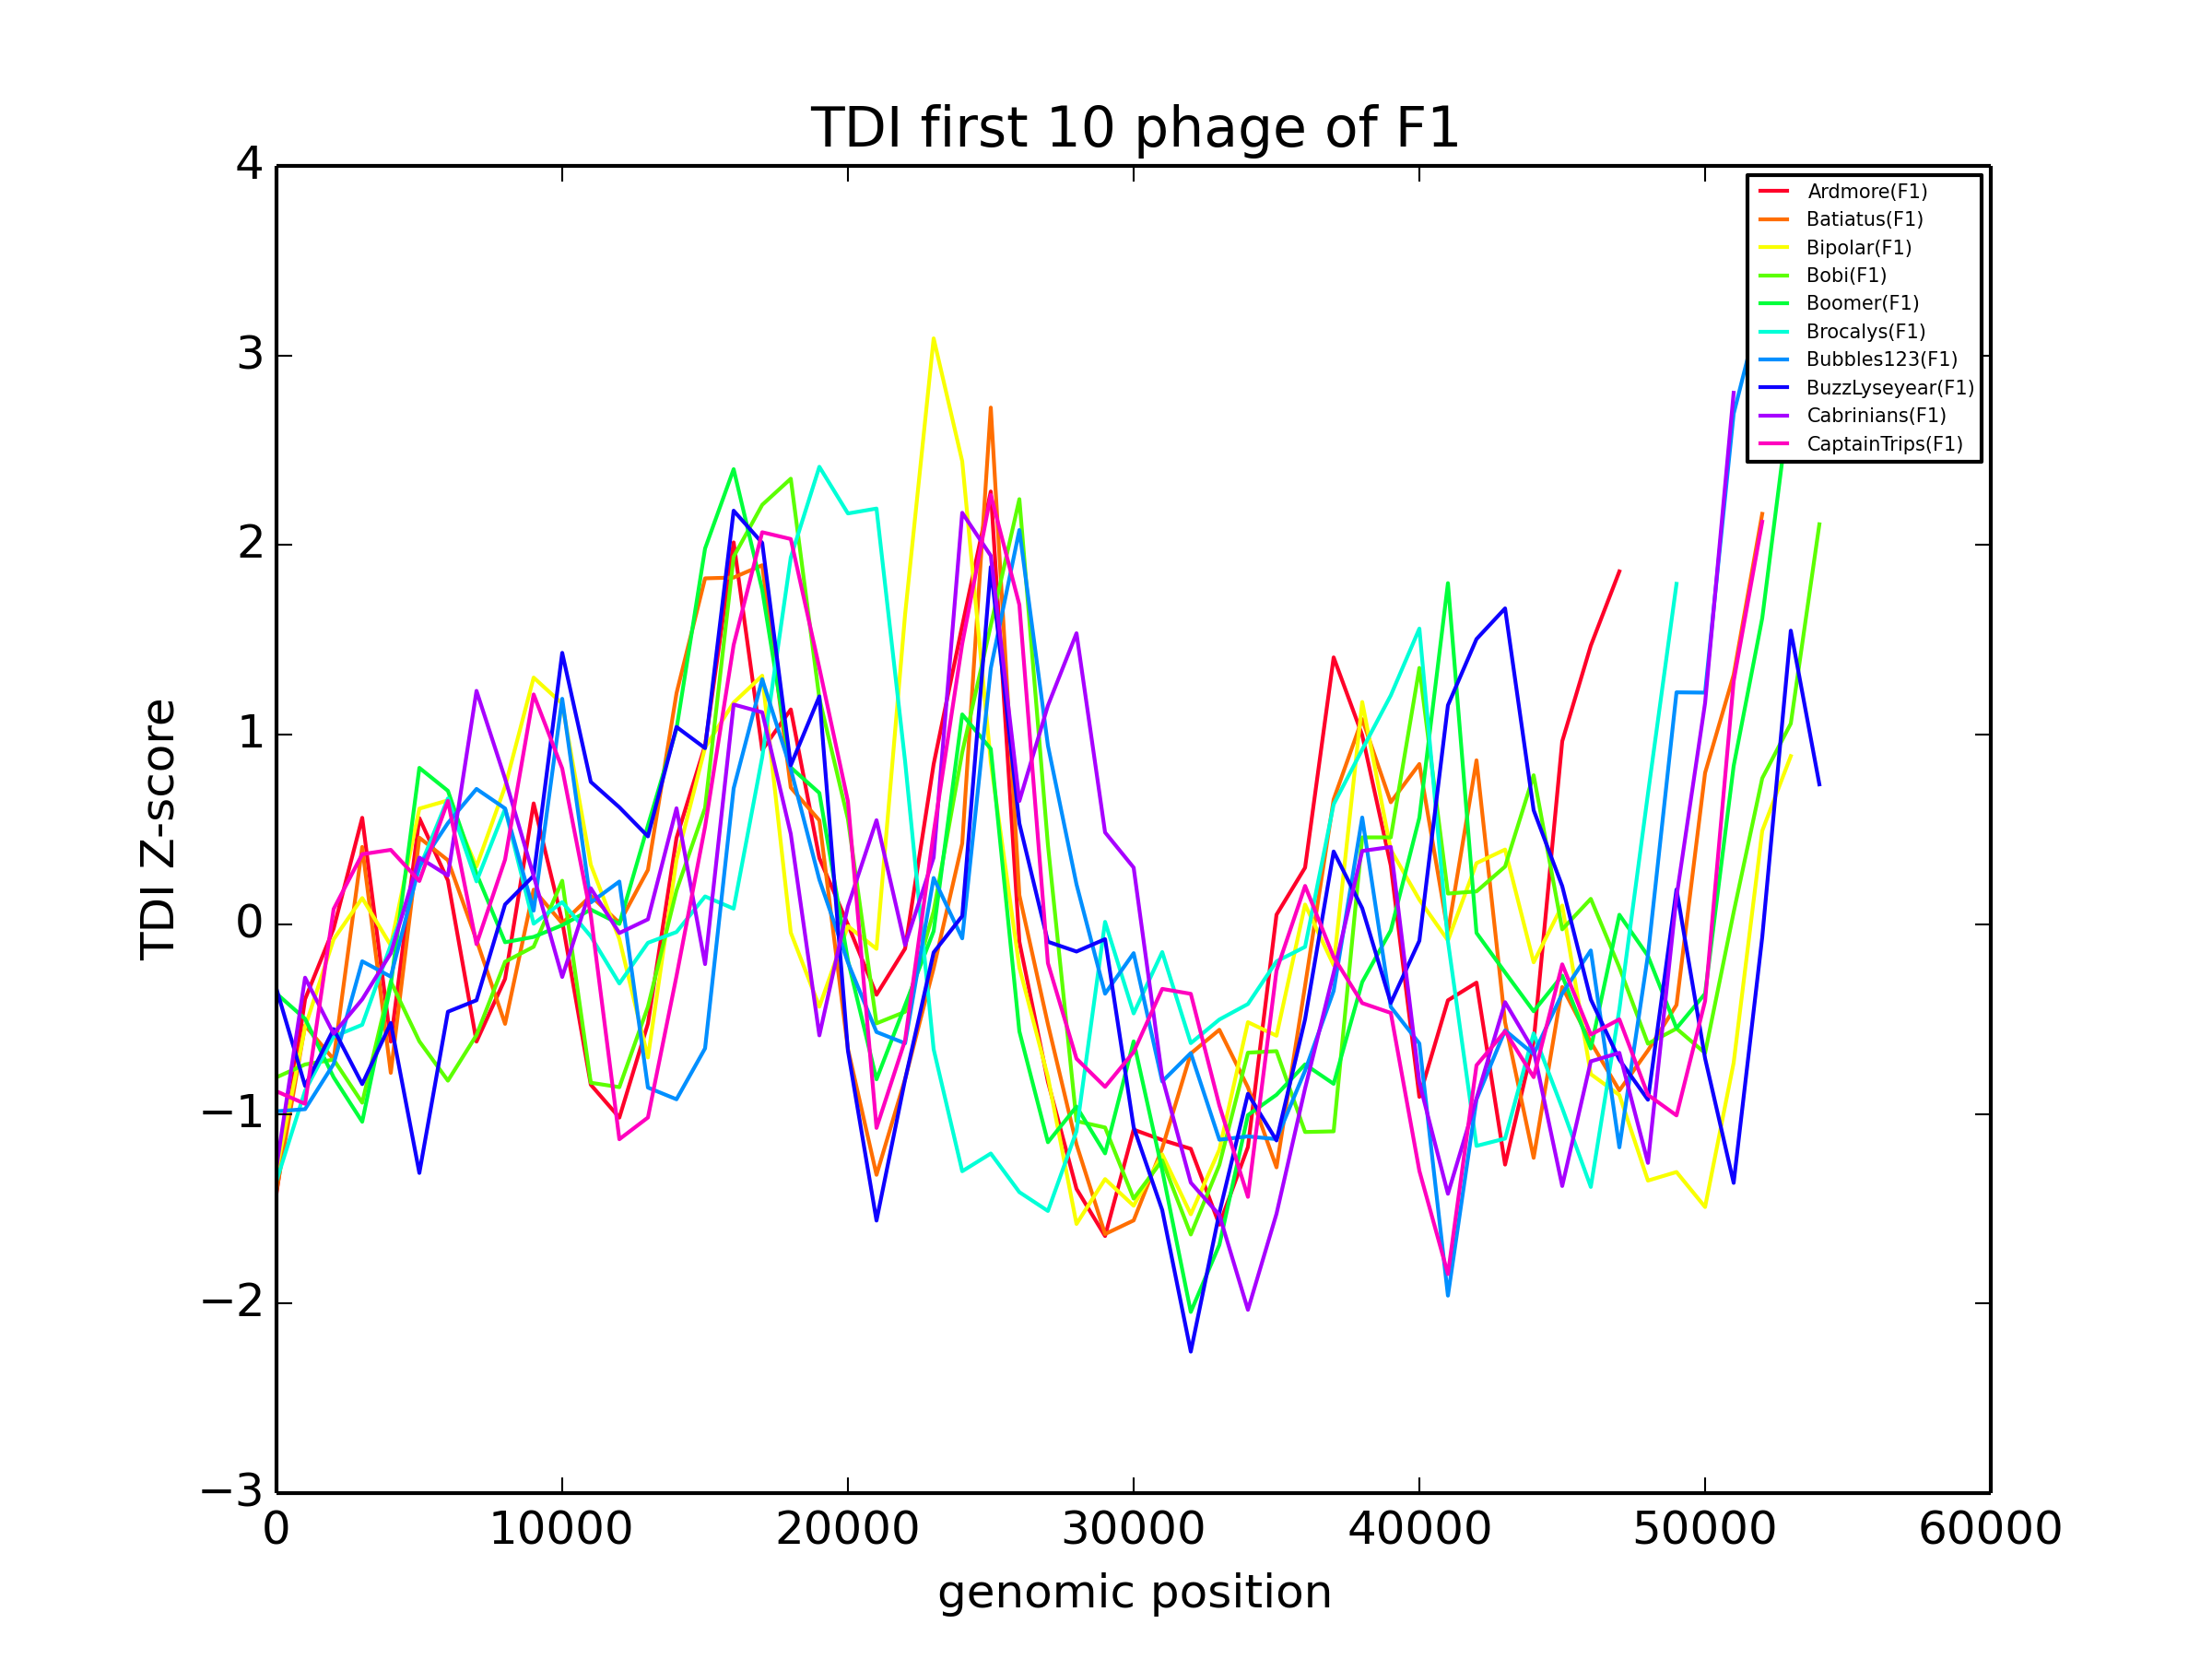 TDI first 10 phage of F1
4
3
2
1
0
−1
−2
−3
TDI Z-score
0 10000 20000 30000 40000 50000 60000
genomic position
Ardmore(F1)
Batiatus(F1)
Bipolar(F1)
Bobi(F1)
Boomer(F1)
Brocalys(F1)
Bubbles123(F1)
BuzzLyseyear(F1)
Cabrinians(F1)
CaptainTrips(F1)